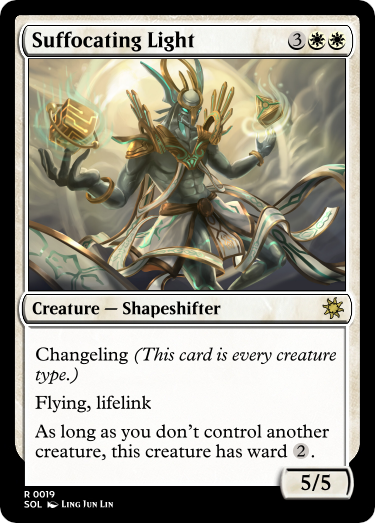 Suffocating Light 3
Creature — Shapeshifter
Changeling (This card is every creature
type.)
Flying, lifelink
As long as you don't control another
creature, this creature has ward 2.
5/5
R 0019
SOL Ling Jun Lin